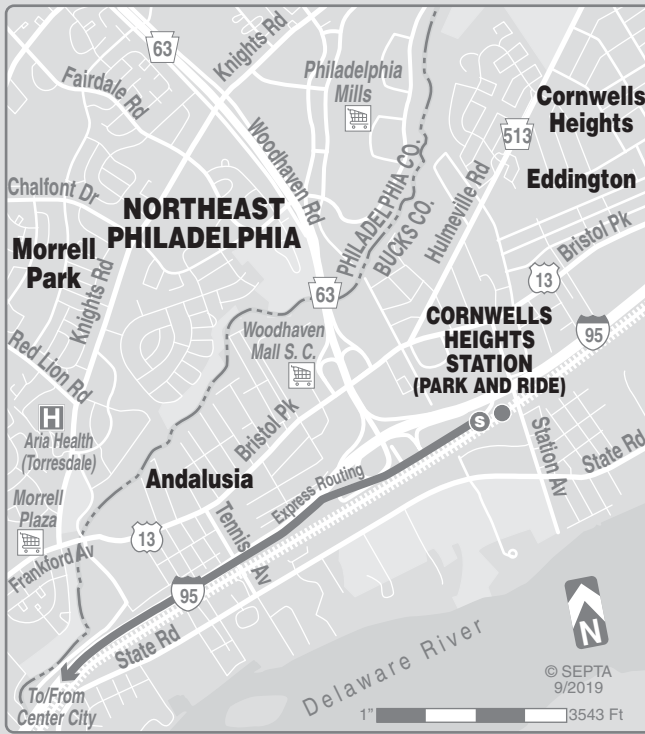 63
Knights Rd
Fairdale Rd
Philadelphia
Mills
Cornwells
Heights
513
Eddington
Woodhaven Rd
PHILADELPHIA CO.
BUCKS CO.
Hulmeville Rd
Chalfont Dr
NORTHEAST
PHILADELPHIA
Morrell
Park
Knights Rd
Bristol Pk
13
63
CORNWELLS
HEIGHTS
STATION
(PARK AND RIDE)
95
Woodhaven
Mall S. C.
Red Lion Rd
H
Aria Health
(Torresdale)
Bristol Pk
S
Station Av
State Rd
Andalusia
Express Routing
Morrell
Plaza
Tennis Av
13
Frankford Av
95
State Rd
N
Delaware River
To/From
Center City
© SEPTA
9/2019
1" 3543 Ft